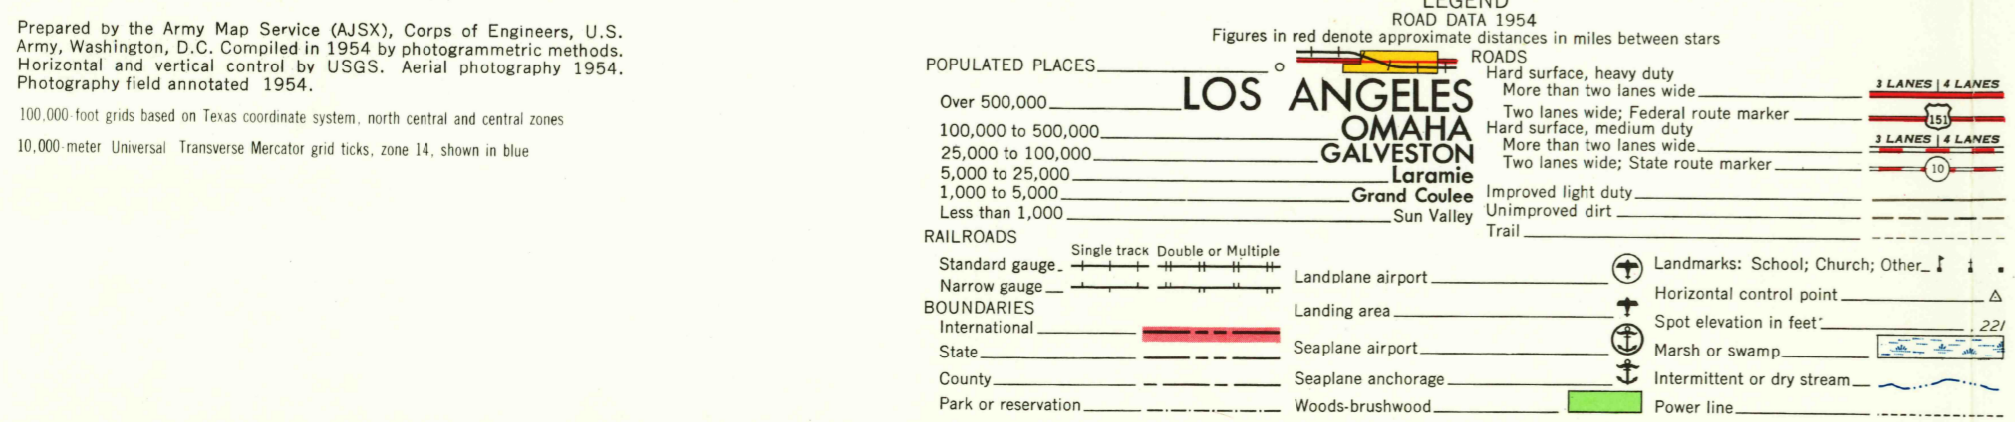 Prepared by the Army Map Service (AJSX), Corps of Engineers, U.S.
Army, Washington, D.C. Compiled in 1954 by photogrammetric methods.
Horizontal and vertical control by USGS. Aerial photography 1954.
Photography field annotated 1954.
100,000-foot grids based on Texas coordinate system, north central and central zones
10,000-meter Universal Transverse Mercator grid ticks, zone 14, shown in blue
LEGEND
ROAD DATA 1954
Figures in red denote approximate distances in miles between stars
POPULATED PLACES
Over 500,000 LOS ANGELES
100,000 to 500,000 OMAHA
25,000 to 100,000 GALVESTON
5,000 to 25,000 Laramie
1,000 to 5,000 Grand Coulee
Less than 1,000 Sun Valley
ROADS
Hard surface, heavy duty
More than two lanes wide 3 LANES | 4 LANES
Two lanes wide; Federal route marker 151
Hard surface, medium duty
More than two lanes wide 3 LANES | 4 LANES
Two lanes wide; State route marker 10
Improved light duty
Unimproved dirt
Trail
RAILROADS
Single track Double or Multiple
Standard gauge
Narrow gauge
BOUNDARIES
International
State
County
Park or reservation
Landplane airport
Landing area
Seaplane airport
Seaplane anchorage
Woods-brushwood
Landmarks: School; Church; Other
Horizontal control point
Spot elevation in feet .221
Marsh or swamp
Intermittent or dry stream
Power line